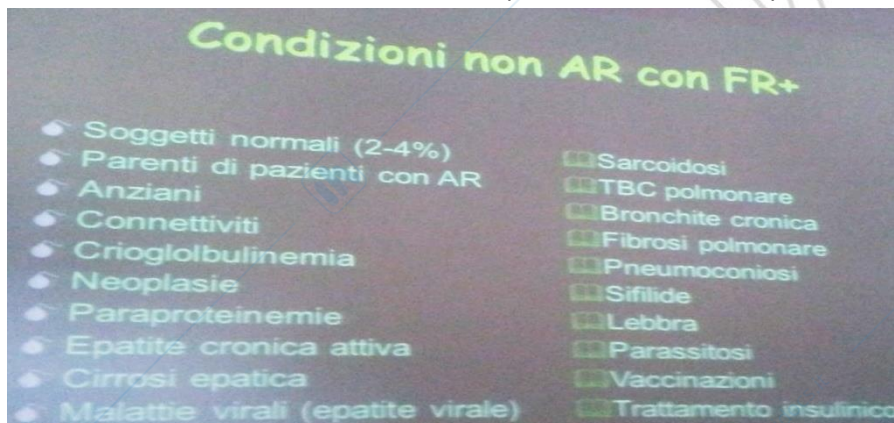 Condizioni non AR con FR+
Soggetti normali (2-4%)
Parenti di pazienti con AR
Anziani
Connettiviti
Crioglolbulinemia
Neoplasie
Paraproteinemie
Epatite cronica attiva
Cirrosi epatica
Malattie virali (epatite virale)
Sarcoidosi
TBC polmonare
Bronchite cronica
Fibrosi polmonare
Pneumoconiosi
Sifilide
Lebbra
Parassitosi
Vaccinazioni
Trattamento insulinico